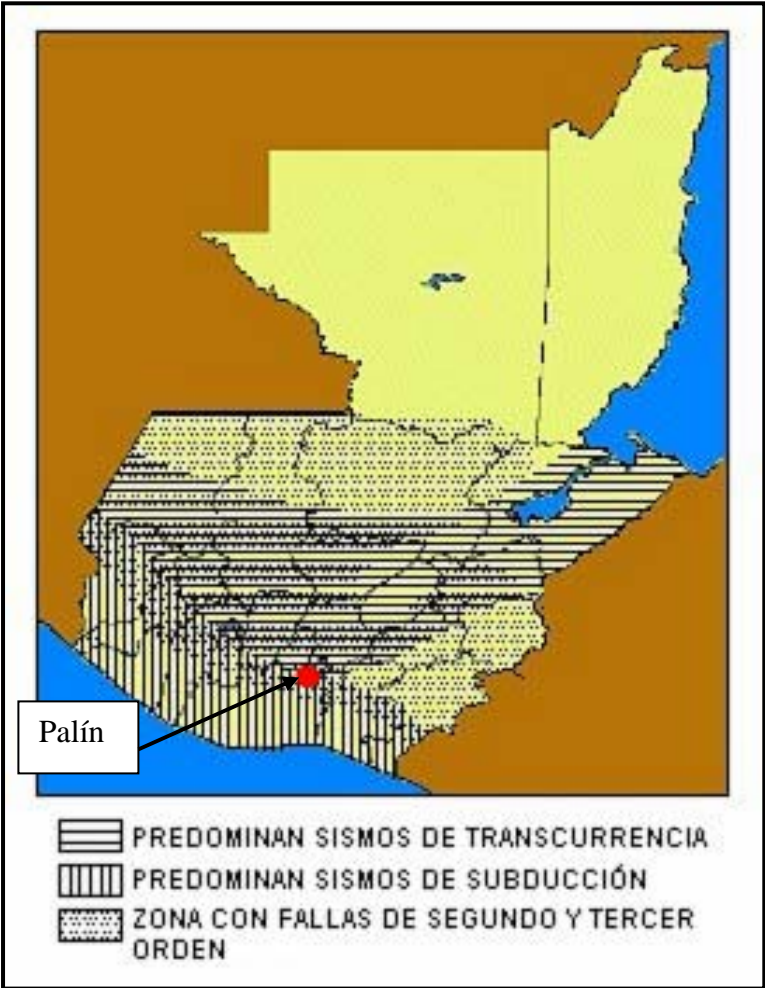 Palín
PREDOMINAN SISMOS DE TRANSCURRENCIA
PREDOMINAN SISMOS DE SUBDUCCIÓN
ZONA CON FALLAS DE SEGUNDO Y TERCER
ORDEN